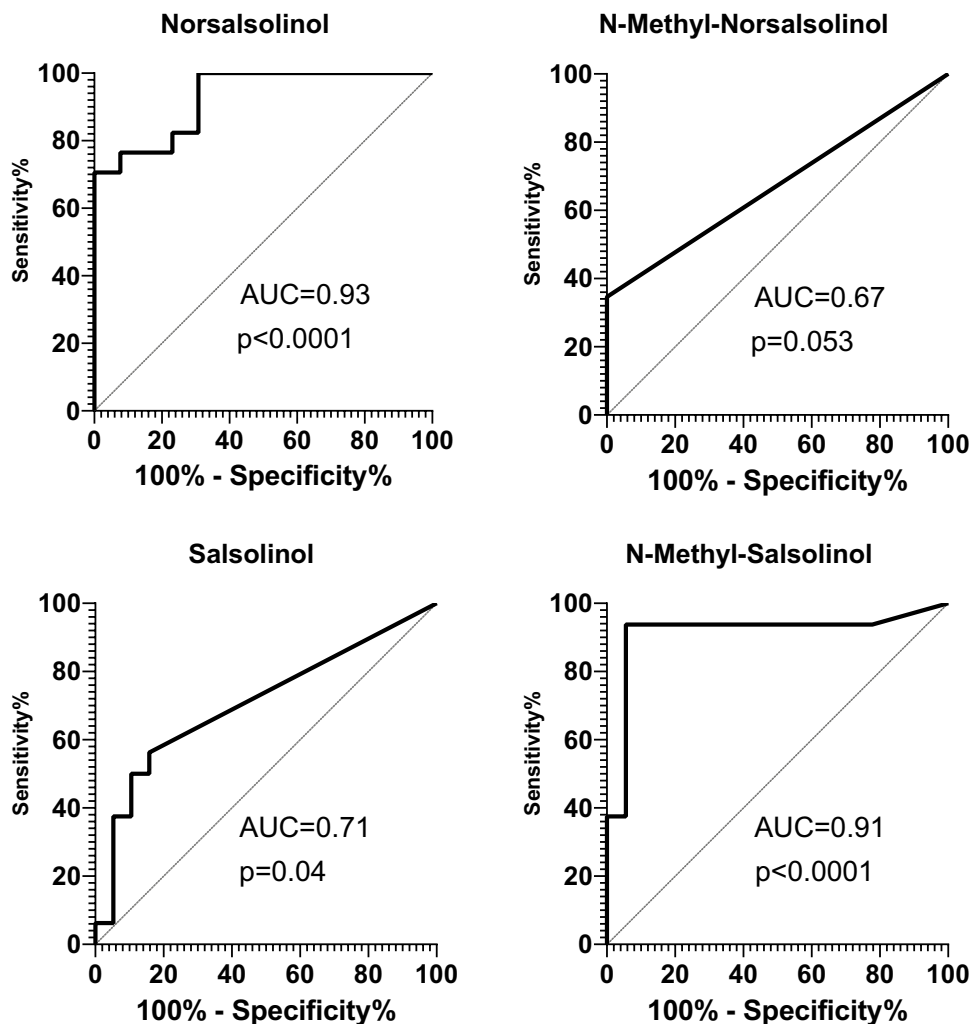 Norsalsolinol
Sensitivity%
100
80
60
40
20
0
AUC=0.93
p<0.0001
0 20 40 60 80 100
100% - Specificity%
N-Methyl-Norsalsolinol
Sensitivity%
100
80
60
40
20
0
AUC=0.67
p=0.053
0 20 40 60 80 100
100% - Specificity%
Salsolinol
Sensitivity%
100
80
60
40
20
0
AUC=0.71
p=0.04
0 20 40 60 80 100
100% - Specificity%
N-Methyl-Salsolinol
Sensitivity%
100
80
60
40
20
0
AUC=0.91
p<0.0001
0 20 40 60 80 100
100% - Specificity%